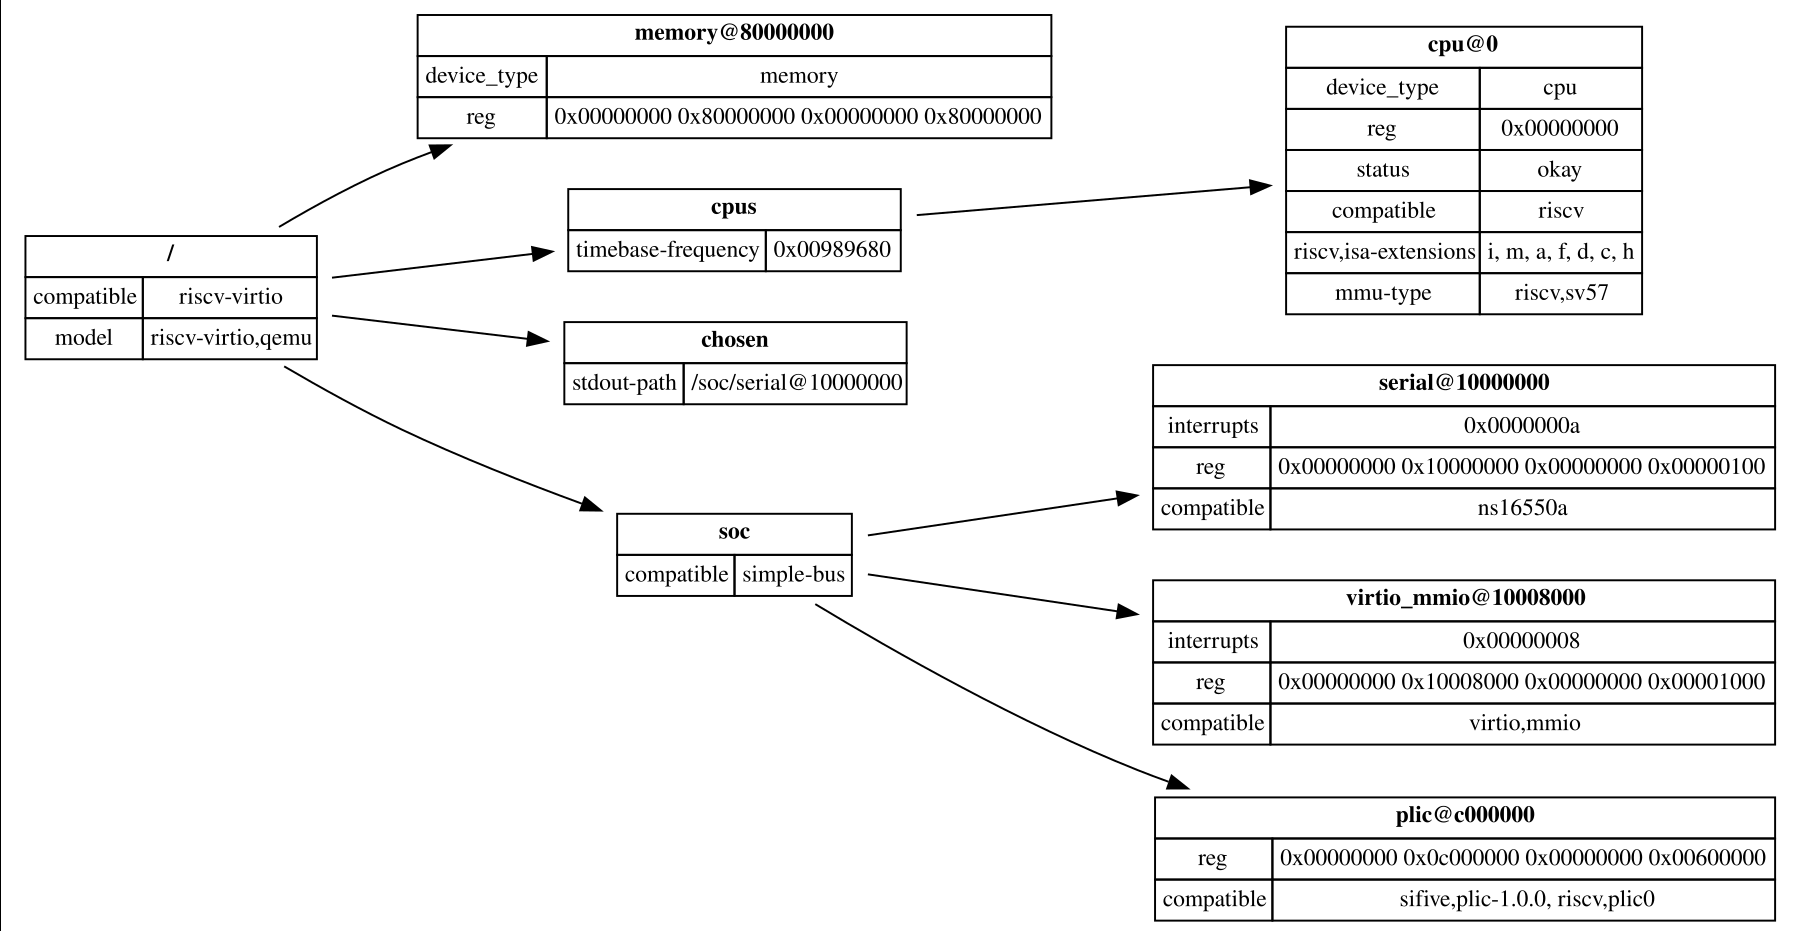 memory@80000000
device_type memory
reg 0x00000000 0x80000000 0x00000000 0x80000000
cpu@0
device_type cpu
reg 0x00000000
status okay
compatible riscv
riscv,isa-extensions i, m, a, f, d, c, h
mmu-type riscv,sv57
cpus
timebase-frequency 0x00989680
/
compatible riscv-virtio
model riscv-virtio,qemu
chosen
stdout-path /soc/serial@10000000
serial@10000000
interrupts 0x0000000a
reg 0x00000000 0x10000000 0x00000000 0x00000100
compatible ns16550a
soc
compatible simple-bus
virtio_mmio@10008000
interrupts 0x00000008
reg 0x00000000 0x10008000 0x00000000 0x00001000
compatible virtio,mmio
plic@c000000
reg 0x00000000 0x0c000000 0x00000000 0x00600000
compatible sifive,plic-1.0.0, riscv,plic0